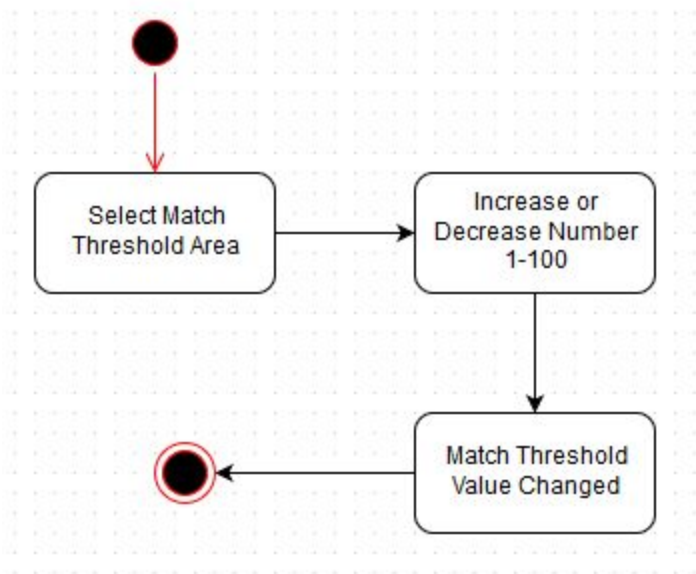 Select Match
Threshold Area
Increase or
Decrease Number
1-100
Match Threshold
Value Changed